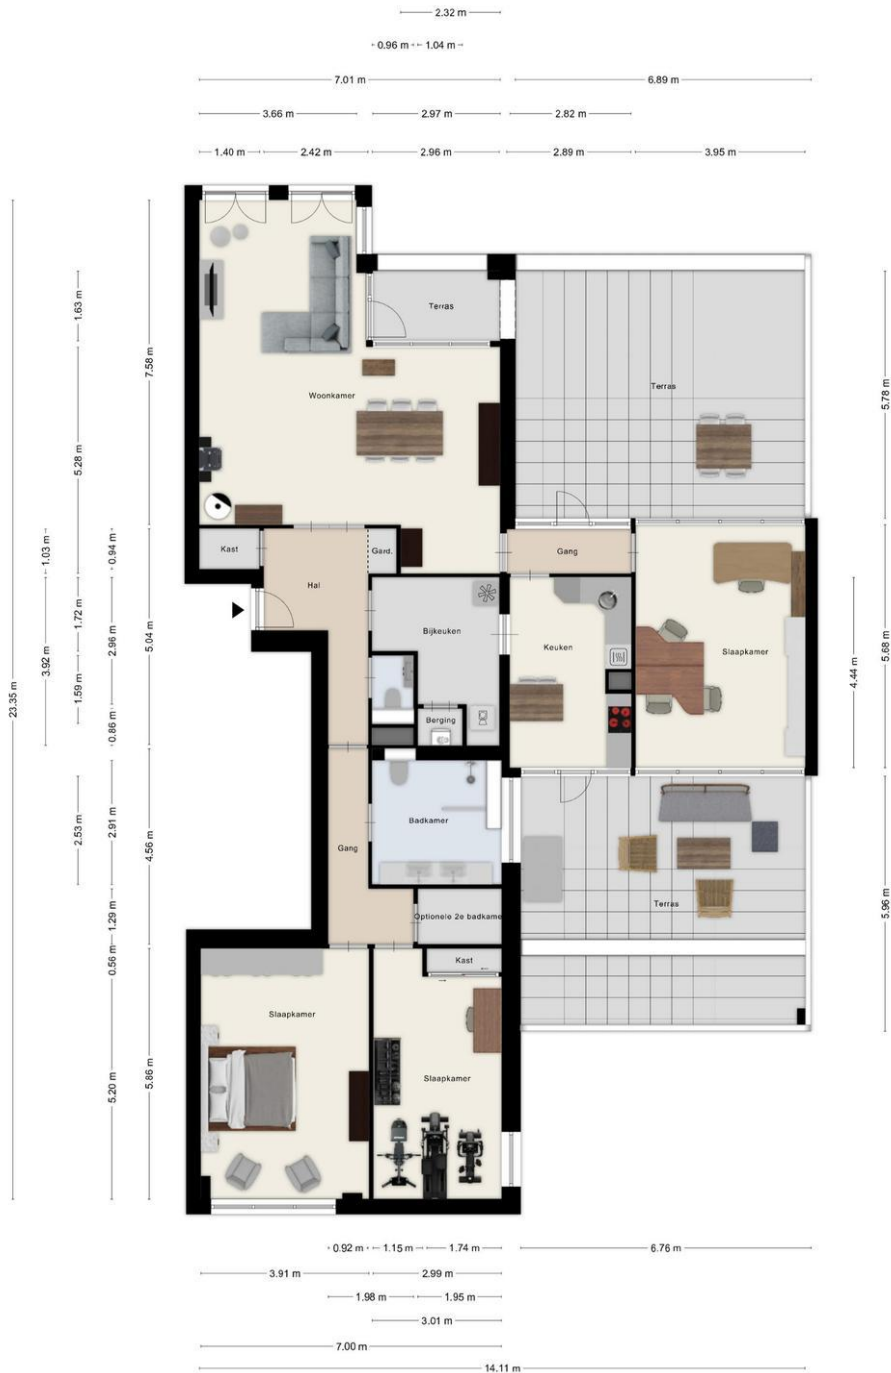 2.32 m
0.96 m
1.04 m
7.01 m
6.89 m
3.66 m
2.97 m
2.82 m
1.40 m
2.42 m
2.96 m
2.89 m
3.95 m
23.35 m
1.03 m
3.92 m
1.63 m
5.28 m
1.72 m
1.59 m
2.53 m
0.94 m
2.96 m
0.86 m
2.91 m
1.29 m
0.56 m
5.20 m
7.58 m
5.04 m
4.56 m
5.86 m
Terras
Terras
Woonkamer
Kast
Gard.
Gang
Hal
Bijkeuken
Keuken
Slaapkamer
Berging
Badkamer
Gang
Terras
Optionele 2e badkame
Kast
Slaapkamer
Slaapkamer
5.78 m
5.68 m
4.44 m
5.96 m
0.92 m
1.15 m
1.74 m
6.76 m
3.91 m
2.99 m
1.98 m
1.95 m
3.01 m
7.00 m
14.11 m